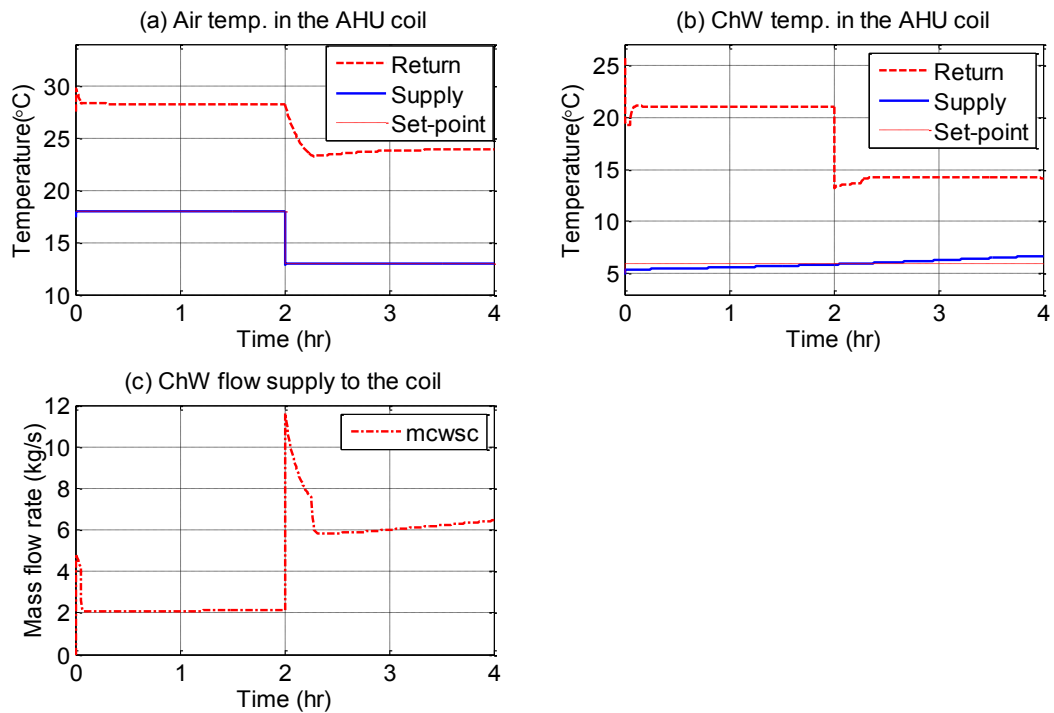 (a) Air temp. in the AHU coil
Temperature(°C)
30
25
20
15
10
Return
Supply
Set-point
0 1 2 3 4
Time (hr)
(b) ChW temp. in the AHU coil
Temperature(°C)
25
20
15
10
5
Return
Supply
Set-point
0 1 2 3 4
Time (hr)
(c) ChW flow supply to the coil
Mass flow rate (kg/s)
12
10
8
6
4
2
0
mcwsc
0 1 2 3 4
Time (hr)